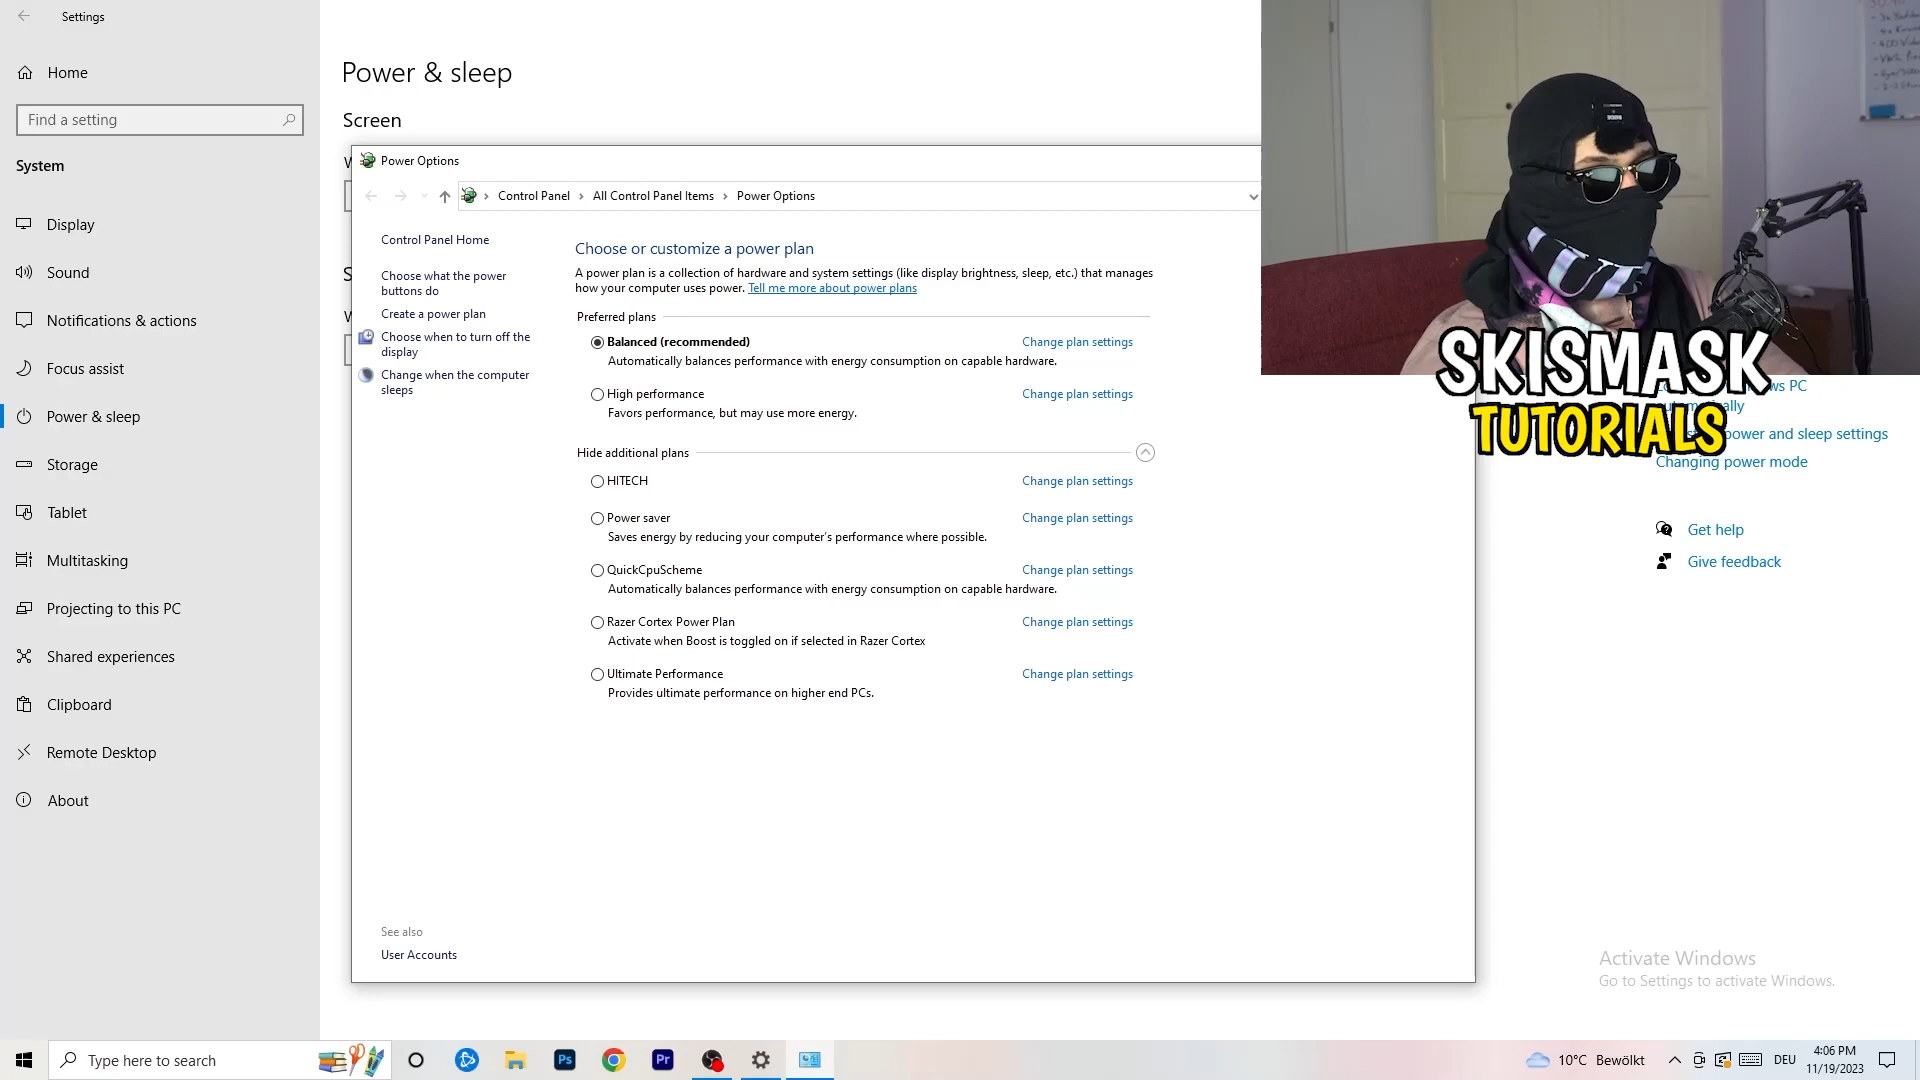 Settings
Home
Find a setting
System
Display
Sound
Notifications & actions
Focus assist
Power & sleep
Storage
Tablet
Multitasking
Projecting to this PC
Shared experiences
Clipboard
Remote Desktop
About
Power & sleep
Screen
Power Options
Control Panel
All Control Panel Items
Power Options
Control Panel Home
Choose what the power
buttons do
Create a power plan
Choose when to turn off the
display
Change when the computer
sleeps
See also
User Accounts
Choose or customize a power plan
A power plan is a collection of hardware and system settings (like display brightness, sleep, etc.) that manages
how your computer uses power. Tell me more about power plans
Preferred plans
Balanced (recommended) Change plan settings
Automatically balances performance with energy consumption on capable hardware.
High performance Change plan settings
Favors performance, but may use more energy.
Hide additional plans
HITECH Change plan settings
Power saver Change plan settings
Saves energy by reducing your computer's performance where possible.
QuickCpuScheme Change plan settings
Automatically balances performance with energy consumption on capable hardware.
Razer Cortex Power Plan Change plan settings
Activate when Boost is toggled on if selected in Razer Cortex
Ultimate Performance Change plan settings
Provides ultimate performance on higher end PCs.
SKISMASK
TUTORIALS
PC
power and sleep settings
Changing power mode
Get help
Give feedback
Activate Windows
Go to Settings to activate Windows.
Type here to search
Ps
Pr
10°C Bewölkt
DEU
4:06 PM
11/19/2023